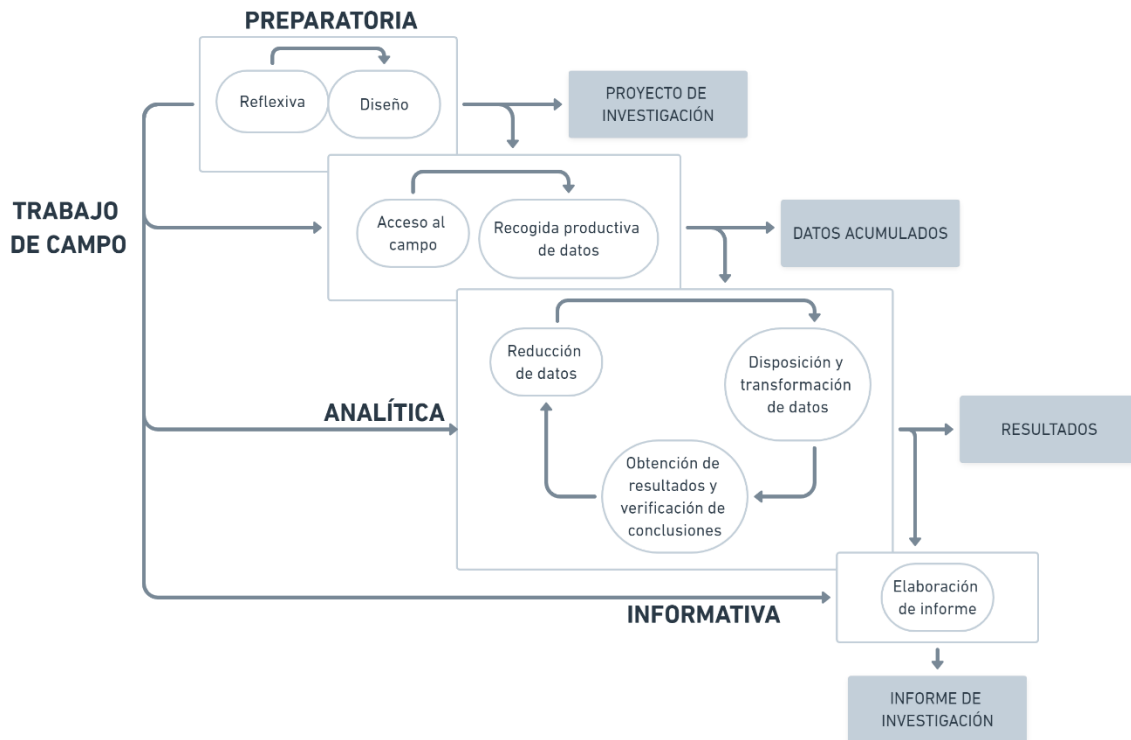 PREPARATORIA
Reflexiva
Diseño
PROYECTO DE
INVESTIGACIÓN
TRABAJO
DE CAMPO
Acceso al
campo
Recogida productiva
de datos
DATOS ACUMULADOS
ANALÍTICA
Reducción
de datos
Disposición y
transformación
de datos
Obtención de
resultados y
verificación de
conclusiones
RESULTADOS
INFORMATIVA
Elaboración
de informe
INFORME DE
INVESTIGACIÓN